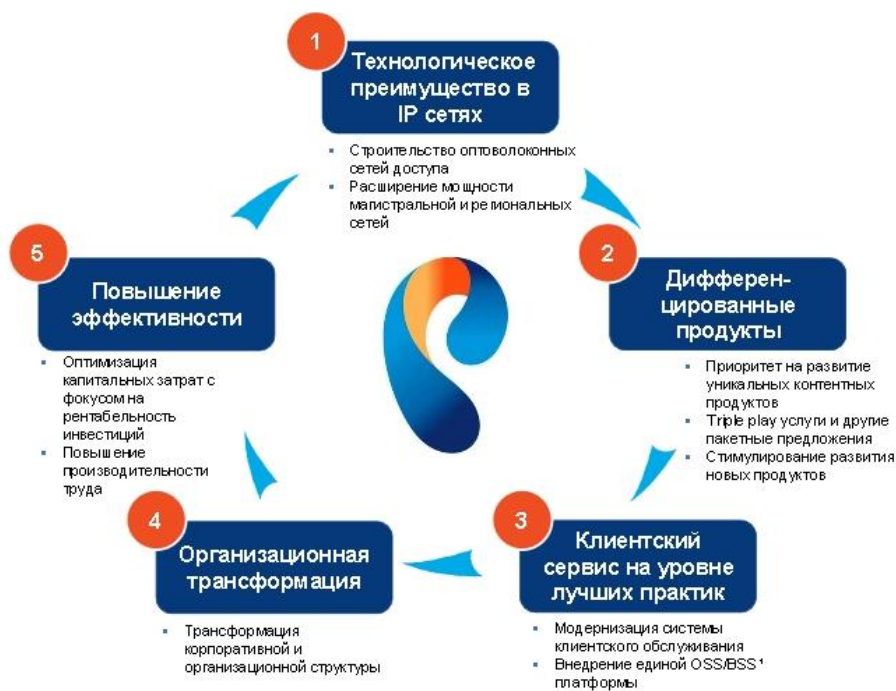 1
Технологическое
преимущество в
IP сетях
▪ Строительство оптоволоконных
сетей доступа
▪ Расширение мощности
магистральной и региональных
сетей
2
Дифферен-
цированные
продукты
▪ Приоритет на развитие
уникальных контентных
продуктов
▪ Triple play услуги и другие
пакетные предложения
▪ Стимулирование развития
новых продуктов
3
Клиентский
сервис на уровне
лучших практик
▪ Модернизация системы
клиентского обслуживания
▪ Внедрение единой OSS/BSS¹
платформы
4
Организационная
трансформация
▪ Трансформация
корпоративной и
организационной структуры
5
Повышение
эффективности
▪ Оптимизация
капитальных затрат с
фокусом на
рентабельность
инвестиций
▪ Повышение
производительности
труда